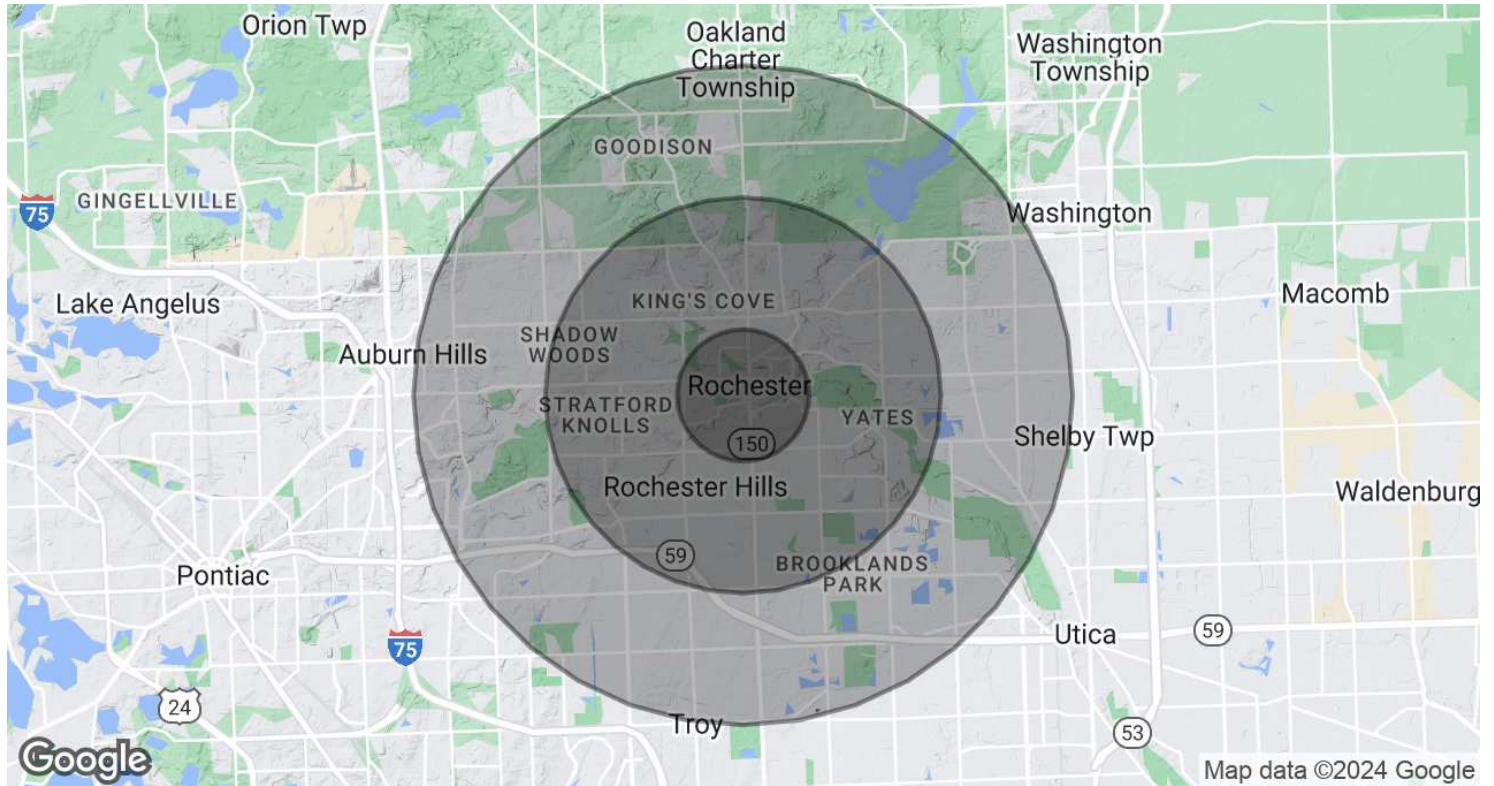 Orion Twp
Oakland
Charter
Township
Washington
Township
GOODISON
75
GINGELLVILLE
Washington
Lake Angelus
KING'S COVE
Macomb
SHADOW
WOODS
Auburn Hills
Rochester
STRATFORD
KNOLLS
YATES
150
Shelby Twp
Rochester Hills
Waldenburg
59
BROOKLANDS
PARK
Pontiac
Utica
59
75
24
Troy
53
Google
Map data ©2024 Google